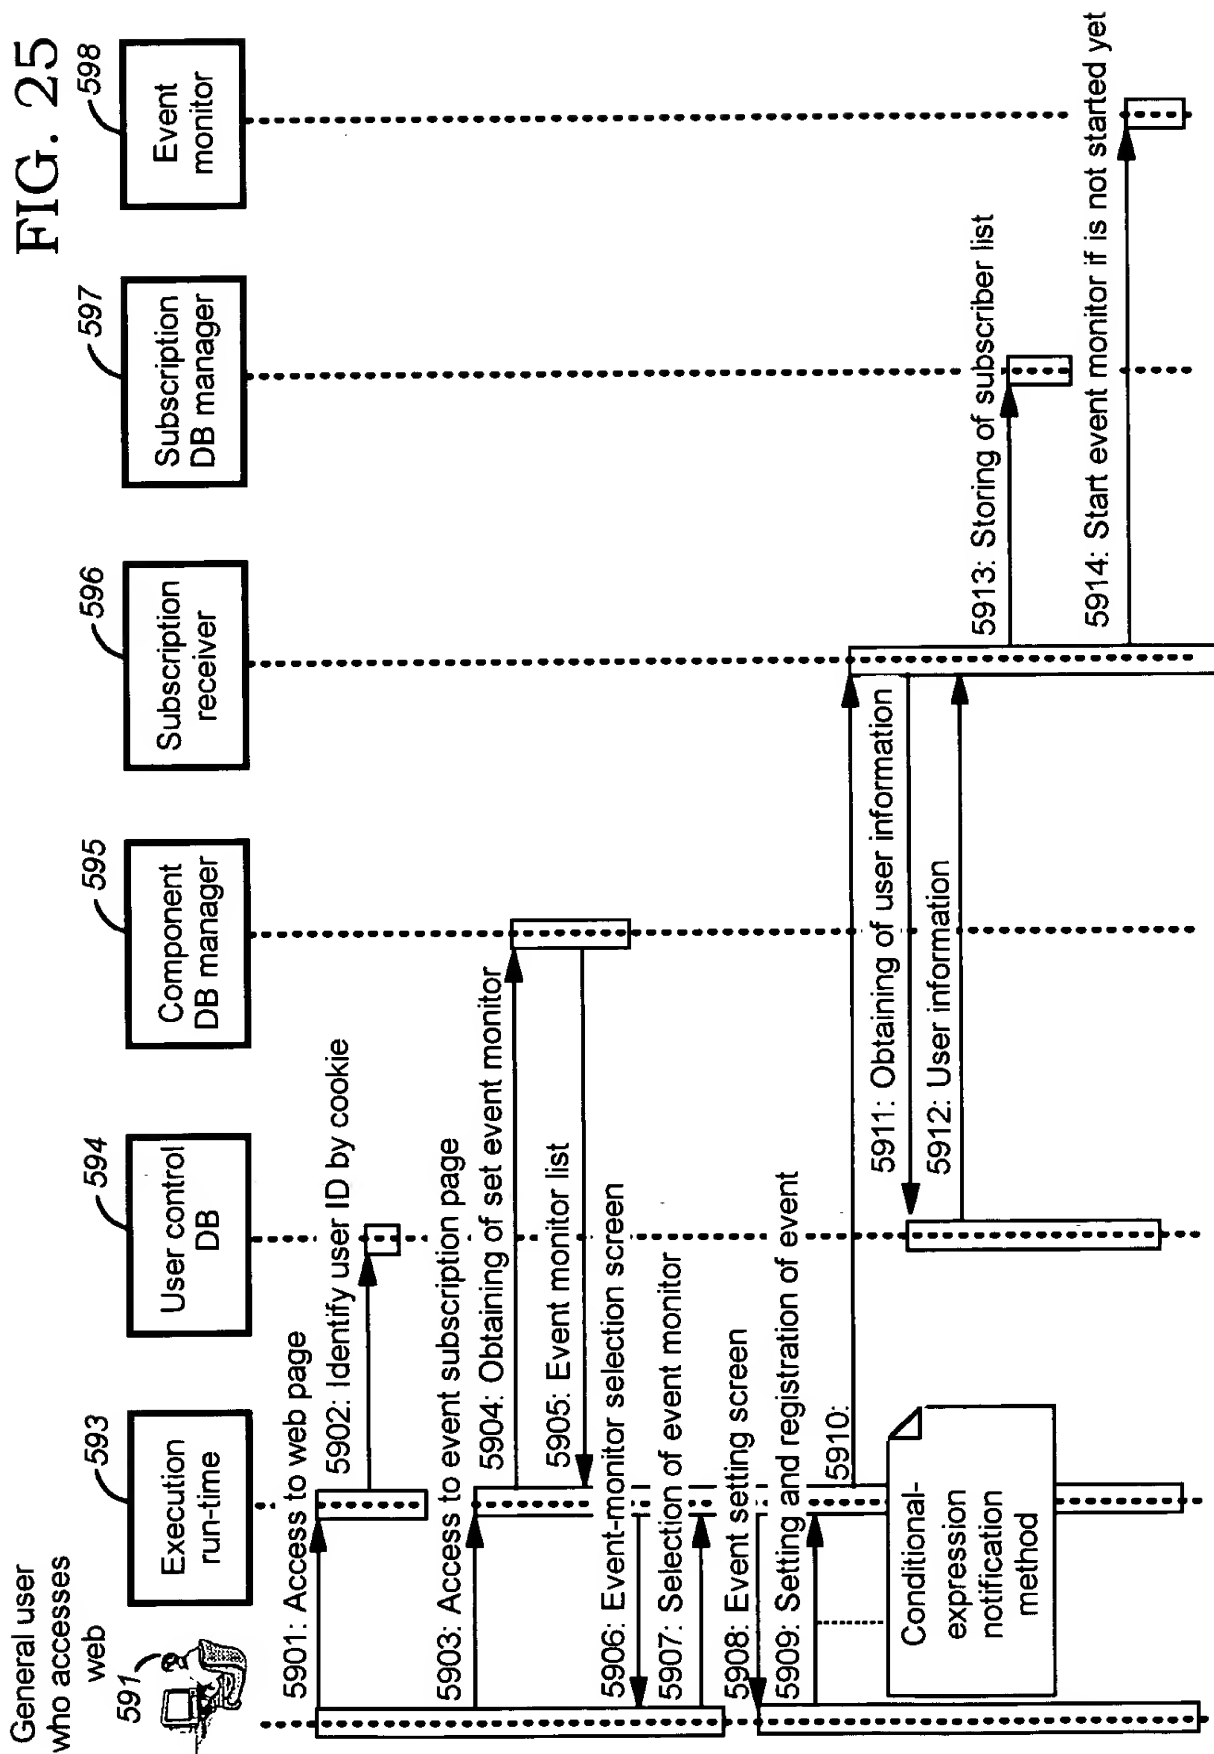 FIG. 25
General user
who accesses
web
591
593
Execution
run-time
594
User control
DB
595
Component
DB manager
596
Subscription
receiver
597
Subscription
DB manager
598
Event
monitor
5901: Access to web page
5902: Identify user ID by cookie
5903: Access to event subscription page
5904: Obtaining of set event monitor
5905: Event monitor list
5906: Event-monitor selection screen
5907: Selection of event monitor
5908: Event setting screen
5909: Setting and registration of event
5910:
Conditional-
expression
notification
method
5911: Obtaining of user information
5912: User information
5913: Storing of subscriber list
5914: Start event monitor if is not started yet